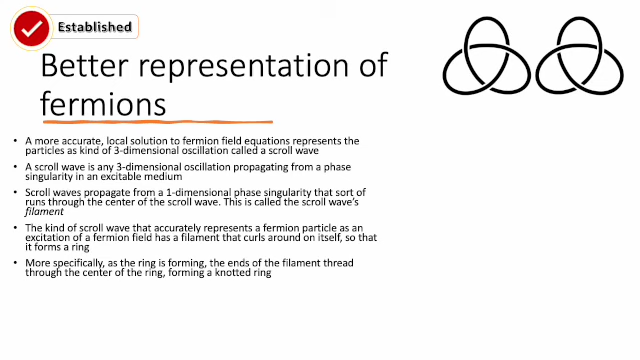 Established
Better representation of
fermions
• A more accurate, local solution to fermion field equations represents the
particles as kind of 3-dimensional oscillation called a scroll wave
• A scroll wave is any 3-dimensional oscillation propagating from a phase
singularity in an excitable medium
• Scroll waves propagate from a 1-dimensional phase singularity that sort of
runs through the center of the scroll wave. This is called the scroll wave's
filament
• The kind of scroll wave that accurately represents a fermion particle as an
excitation of a fermion field has a filament that curls around on itself, so that
it forms a ring
• More specifically, as the ring is forming, the ends of the filament thread
through the center of the ring, forming a knotted ring